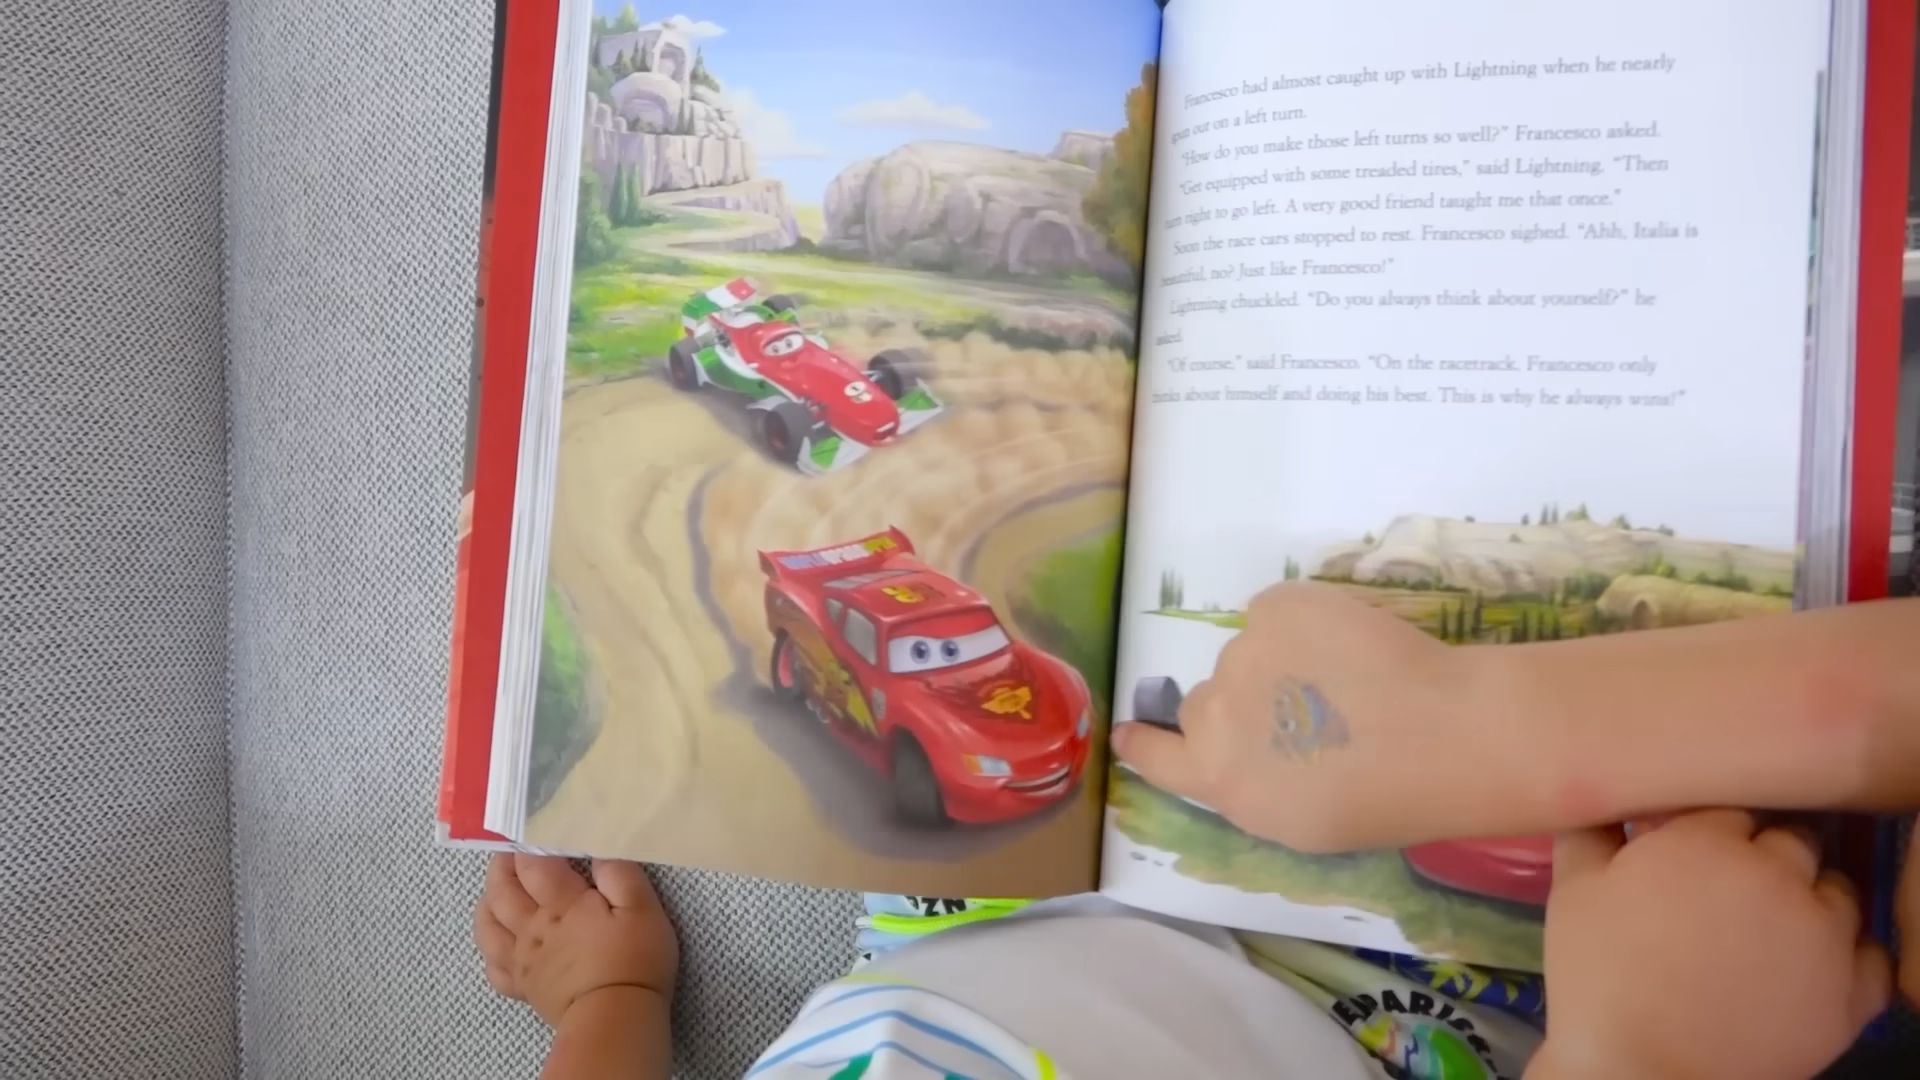 Francesco had almost caught up with Lightning when he nearly
spun out on a left turn.
"How do you make those left turns so well?" Francesco asked.
"Get equipped with some treaded tires," said Lightning. "Then
turn right to go left. A very good friend taught me that once."
Soon the race cars stopped to rest. Francesco sighed. "Ahh, Italia is
beautiful, no? Just like Francesco!"
Lightning chuckled. "Do you always think about yourself?" he
asked.
"Of course," said Francesco. "On the racetrack, Francesco only
thinks about himself and doing his best. This is why he always wins!"